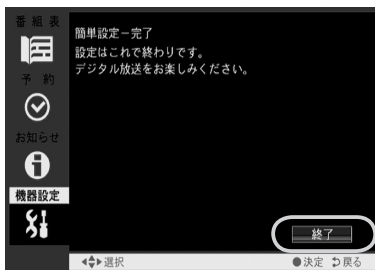 番組表
予約
お知らせ
機器設定
簡単設定－完了
設定はこれで終わりです。
デジタル放送をお楽しみください。
終了
選択
決定 戻る